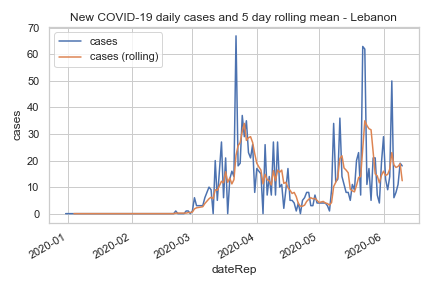 New COVID-19 daily cases and 5 day rolling mean - Lebanon
cases
cases (rolling)
70
60
50
40
30
20
10
0
cases
2020-01
2020-02
2020-03
2020-04
2020-05
2020-06
dateRep